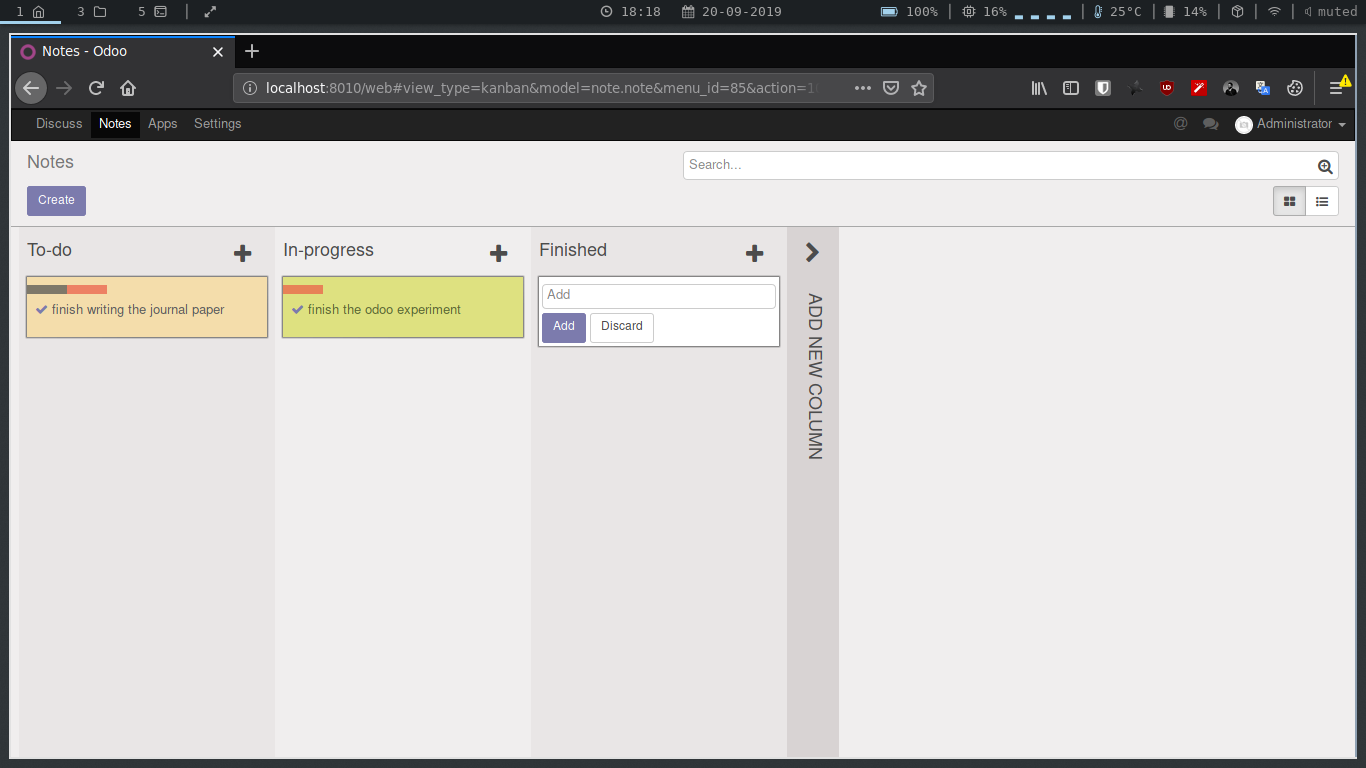 1 3 5 18:18 20-09-2019 100% 16% 25°C 14% muted
Notes - Odoo
localhost:8010/web#view_type=kanban&model=note.note&menu_id=85&action=1
Discuss Notes Apps Settings Administrator
Notes
Search...
Create
To-do In-progress Finished
finish writing the journal paper
finish the odoo experiment
Add
Add Discard
ADD NEW COLUMN